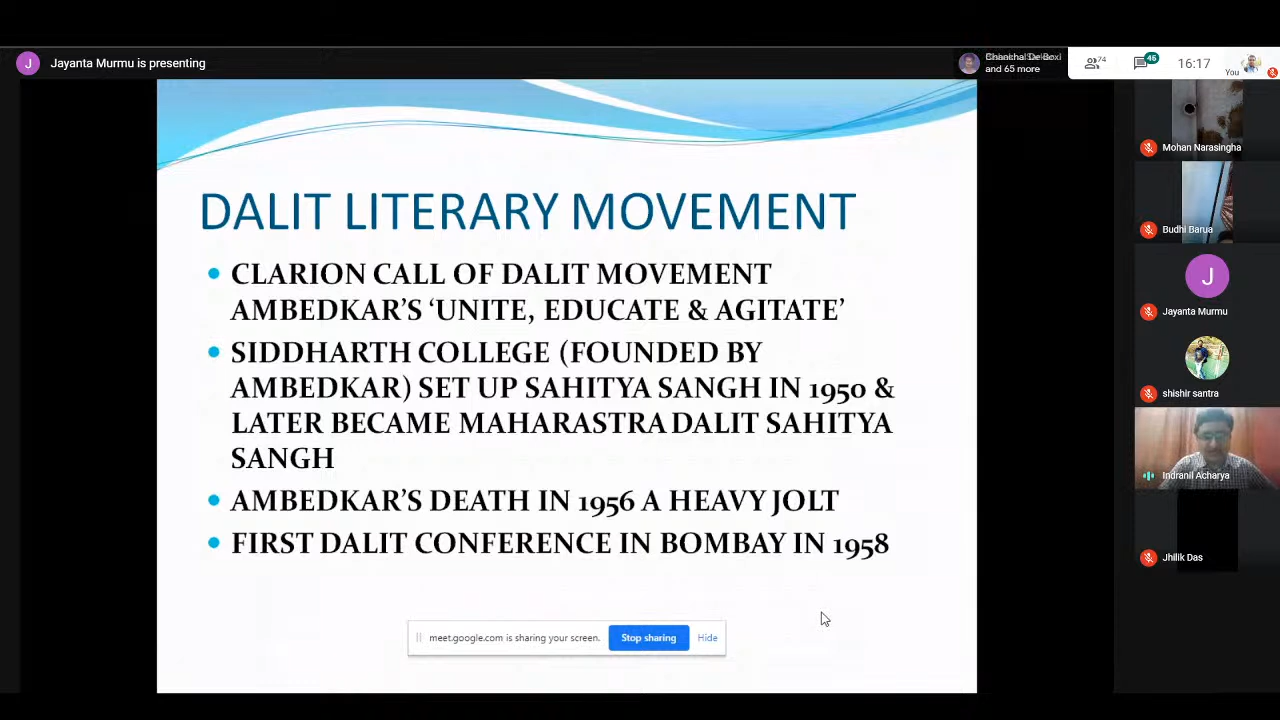 J Jayanta Murmu is presenting
and 65 more
74
45
16:17
You
DALIT LITERARY MOVEMENT
CLARION CALL OF DALIT MOVEMENT
AMBEDKAR’S ‘UNITE, EDUCATE & AGITATE’
SIDDHARTH COLLEGE (FOUNDED BY
AMBEDKAR) SET UP SAHITYA SANGH IN 1950 &
LATER BECAME MAHARASTRA DALIT SAHITYA
SANGH
AMBEDKAR’S DEATH IN 1956 A HEAVY JOLT
FIRST DALIT CONFERENCE IN BOMBAY IN 1958
meet.google.com is sharing your screen. Stop sharing Hide
Mohan Narasingha
Budhi Barua
J
Jayanta Murmu
shishir santra
Indranil Acharya
Jhilik Das